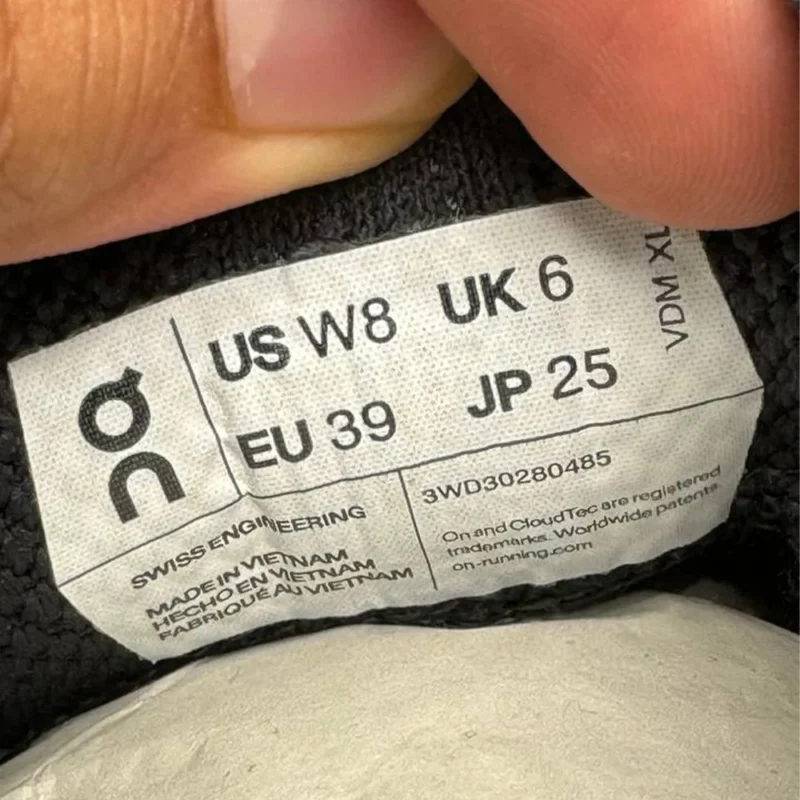 on
US W8 UK 6
EU 39 JP 25
VDM XL
SWISS ENGINEERING
MADE IN VIETNAM
HECHO EN VIETNAM
FABRIQUÉ AU VIETNAM
3WD30280485
On and CloudTec are registered
trademarks. Worldwide patents.
on-running.com